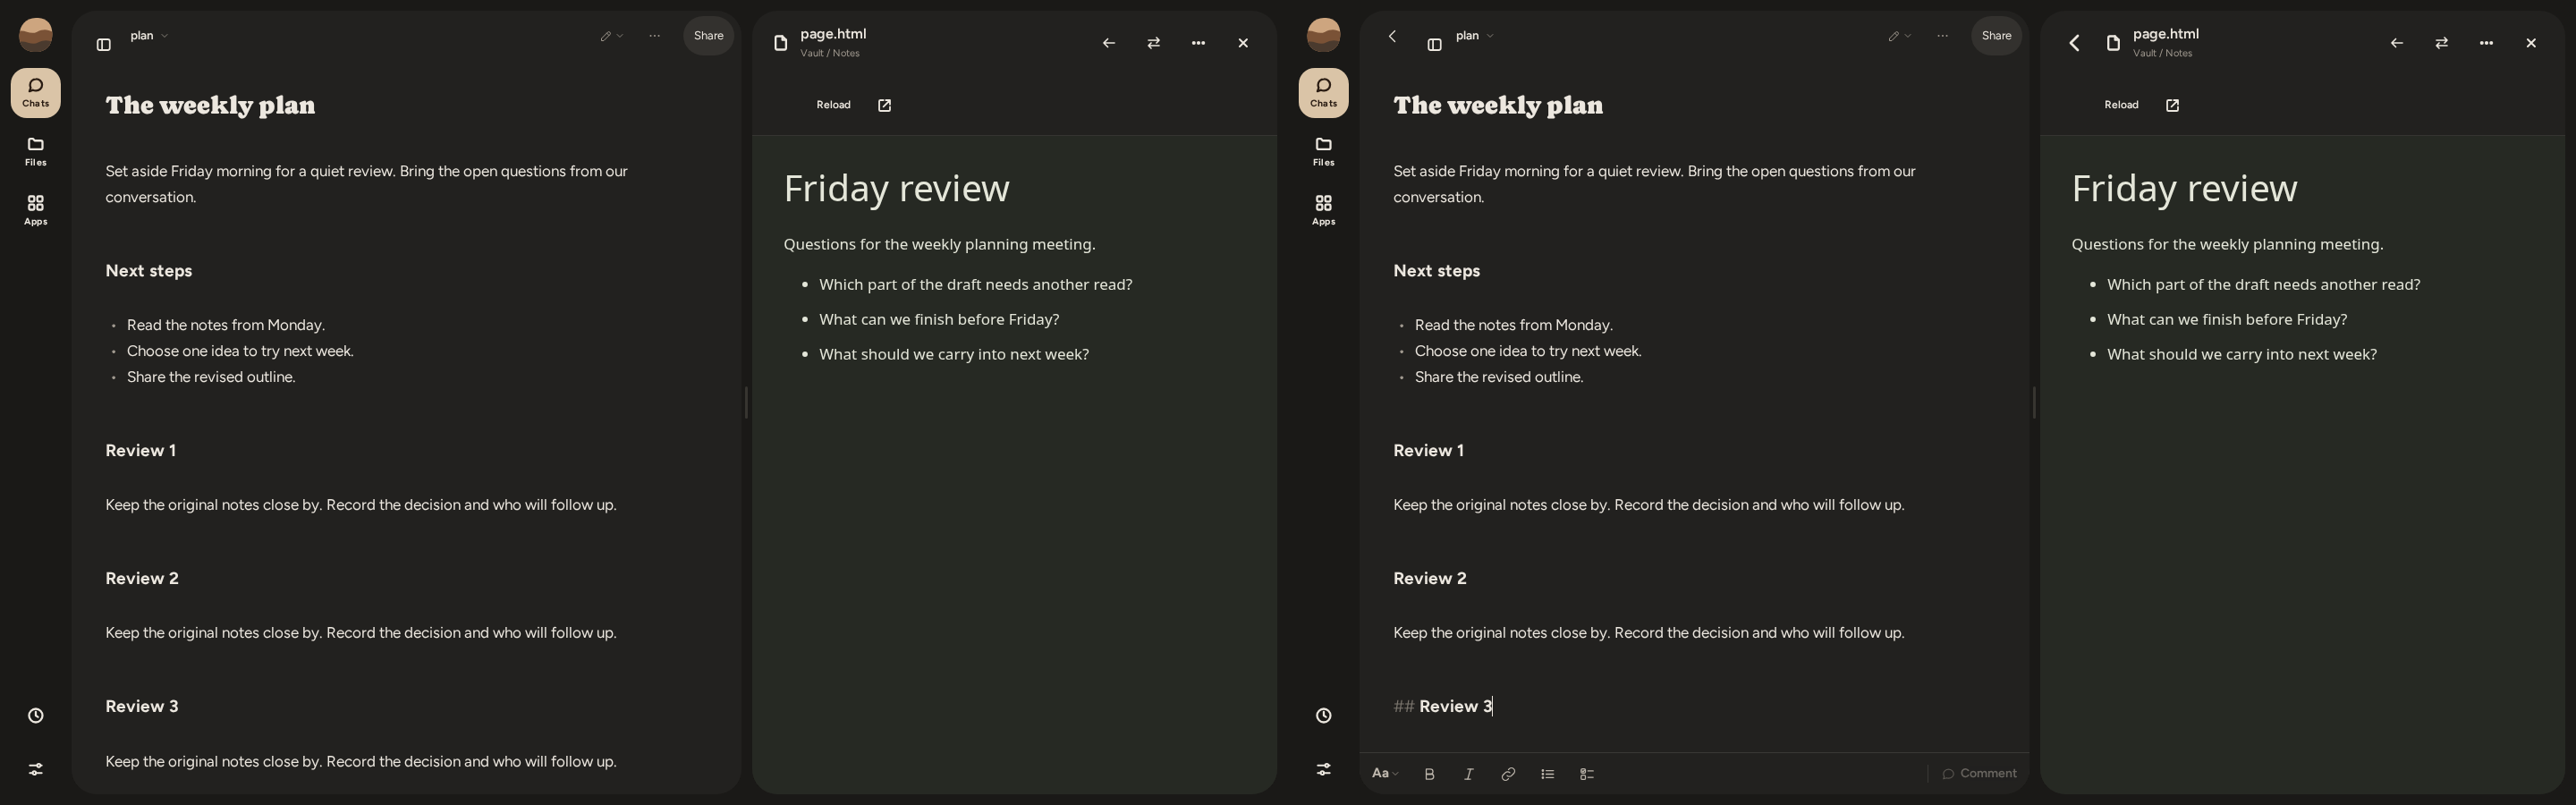 Chats
Files
Apps
plan
Share
The weekly plan
Set aside Friday morning for a quiet review. Bring the open questions from our
conversation.
Next steps
Read the notes from Monday.
Choose one idea to try next week.
Share the revised outline.
Review 1
Keep the original notes close by. Record the decision and who will follow up.
Review 2
Keep the original notes close by. Record the decision and who will follow up.
Review 3
Keep the original notes close by. Record the decision and who will follow up.
page.html
Vault / Notes
Reload
Friday review
Questions for the weekly planning meeting.
Which part of the draft needs another read?
What can we finish before Friday?
What should we carry into next week?
Chats
Files
Apps
plan
Share
The weekly plan
Set aside Friday morning for a quiet review. Bring the open questions from our
conversation.
Next steps
Read the notes from Monday.
Choose one idea to try next week.
Share the revised outline.
Review 1
Keep the original notes close by. Record the decision and who will follow up.
Review 2
Keep the original notes close by. Record the decision and who will follow up.
## Review 3
Aa B I Comment
page.html
Vault / Notes
Reload
Friday review
Questions for the weekly planning meeting.
Which part of the draft needs another read?
What can we finish before Friday?
What should we carry into next week?